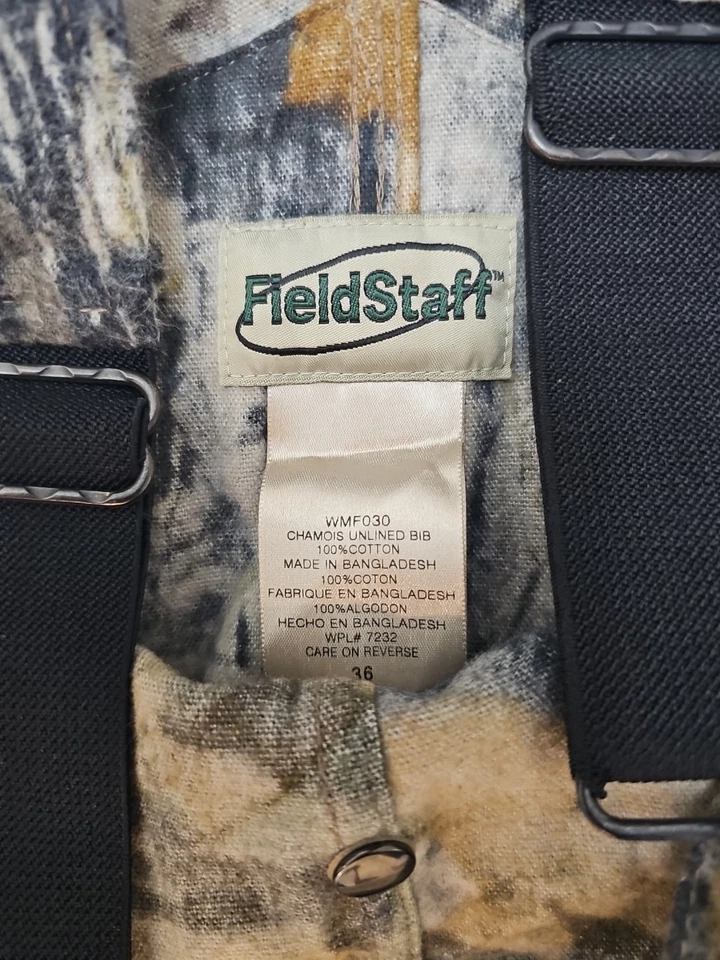 FieldStaff™
WMF030
CHAMOIS UNLINED BIB
100%COTTON
MADE IN BANGLADESH
100%COTON
FABRIQUE EN BANGLADESH
100%ALGODON
HECHO EN BANGLADESH
WPL# 7232
CARE ON REVERSE
36